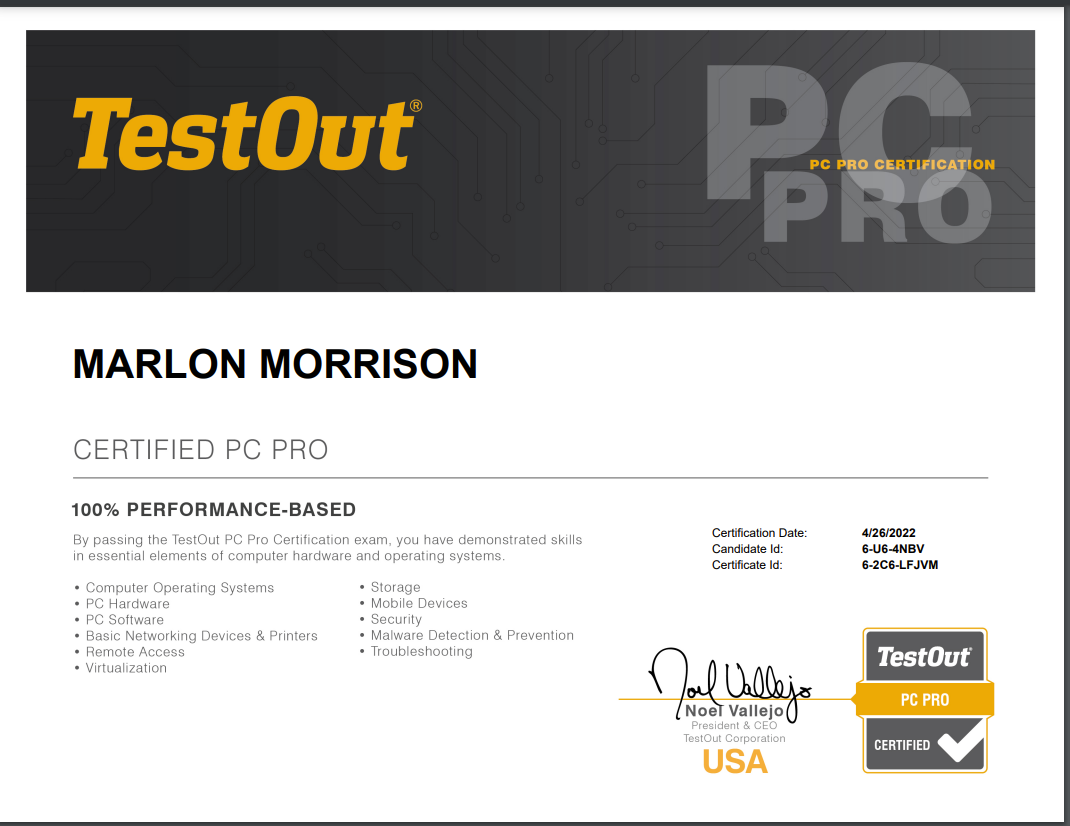 TestOut®
PC
PC PRO CERTIFICATION
PRO
MARLON MORRISON
CERTIFIED PC PRO
100% PERFORMANCE-BASED
By passing the TestOut PC Pro Certification exam, you have demonstrated skills
in essential elements of computer hardware and operating systems.
• Computer Operating Systems
• PC Hardware
• PC Software
• Basic Networking Devices & Printers
• Remote Access
• Virtualization
• Storage
• Mobile Devices
• Security
• Malware Detection & Prevention
• Troubleshooting
Certification Date: 4/26/2022
Candidate Id: 6-U6-4NBV
Certificate Id: 6-2C6-LFJVM
Noel Vallejo
Noel Vallejo
President & CEO
TestOut Corporation
USA
TestOut®
PC PRO
CERTIFIED